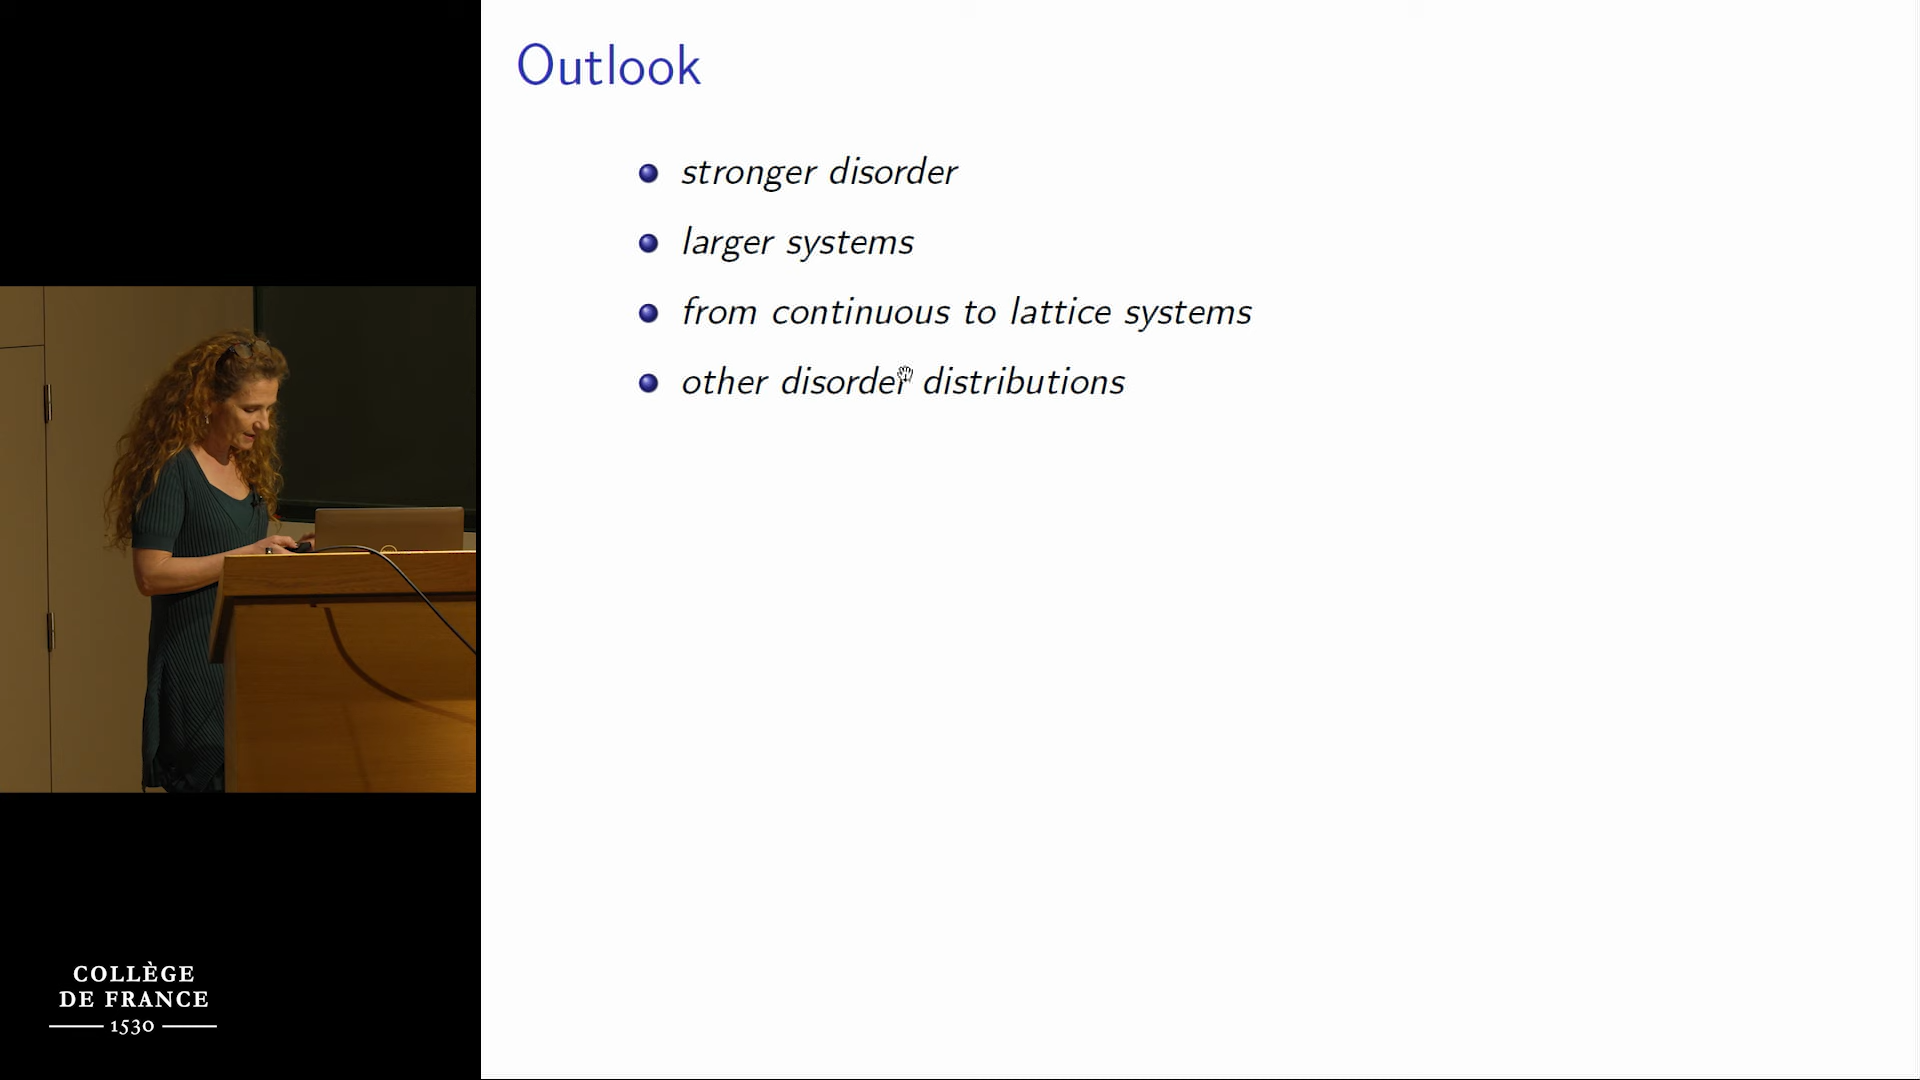 Outlook
stronger disorder
larger systems
from continuous to lattice systems
other disorder distributions
COLLÈGE
DE FRANCE
1530